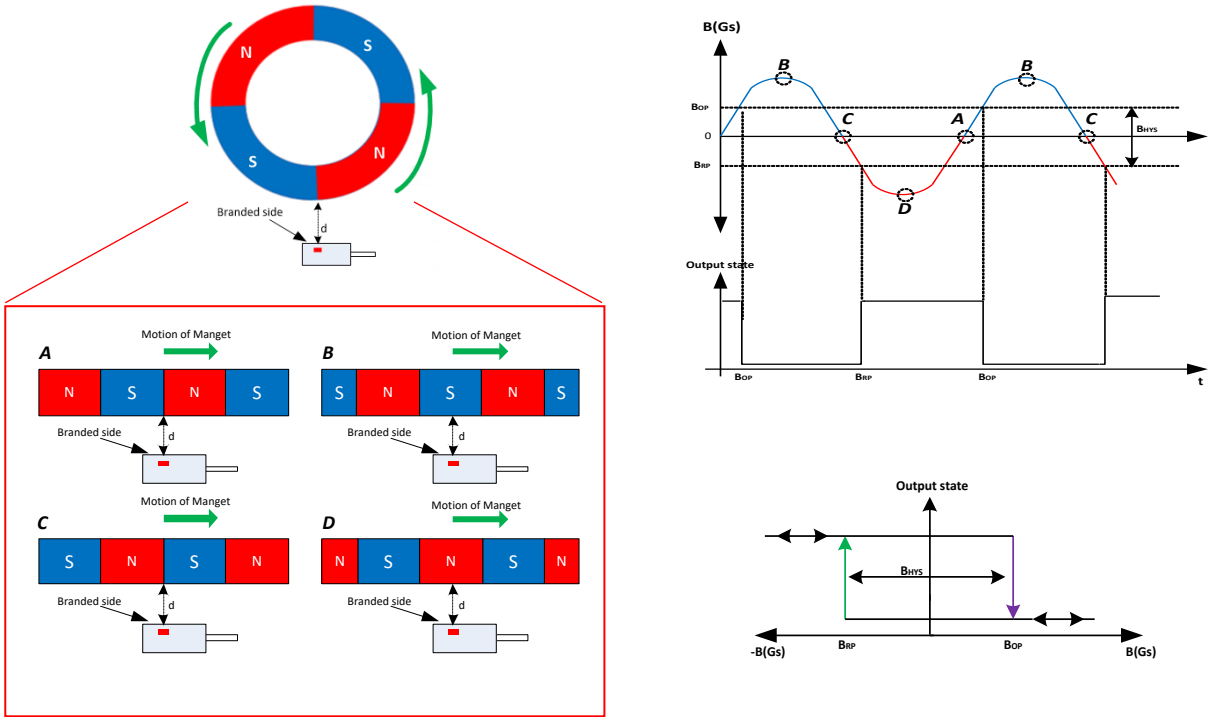 N
S
S
N
Branded side
d
A
Motion of Manget
N
S
N
S
d
Branded side
B
Motion of Manget
S
N
S
N
S
d
Branded side
C
Motion of Manget
S
N
S
N
d
Branded side
D
Motion of Manget
N
S
N
S
N
d
Branded side
B(Gs)
B
B
BOP
C
A
C
0
BHYS
BRP
D
Output state
BOP
BRP
BOP
t
Output state
BHYS
-B(Gs)
BRP
BOP
B(Gs)